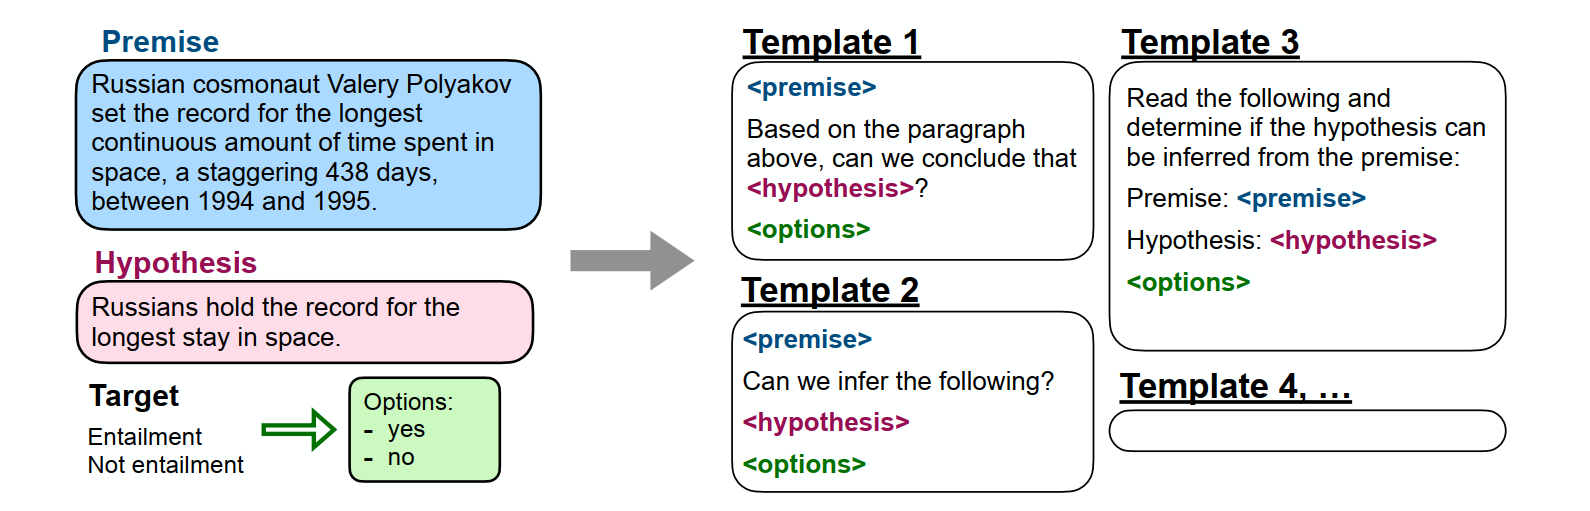 Premise
Russian cosmonaut Valery Polyakov
set the record for the longest
continuous amount of time spent in
space, a staggering 438 days,
between 1994 and 1995.
Hypothesis
Russians hold the record for the
longest stay in space.
Target
Entailment
Not entailment
Options:
- yes
- no
Template 1
<premise>
Based on the paragraph
above, can we conclude that
<hypothesis>?
<options>
Template 2
<premise>
Can we infer the following?
<hypothesis>
<options>
Template 3
Read the following and
determine if the hypothesis can
be inferred from the premise:
Premise: <premise>
Hypothesis: <hypothesis>
<options>
Template 4, ...